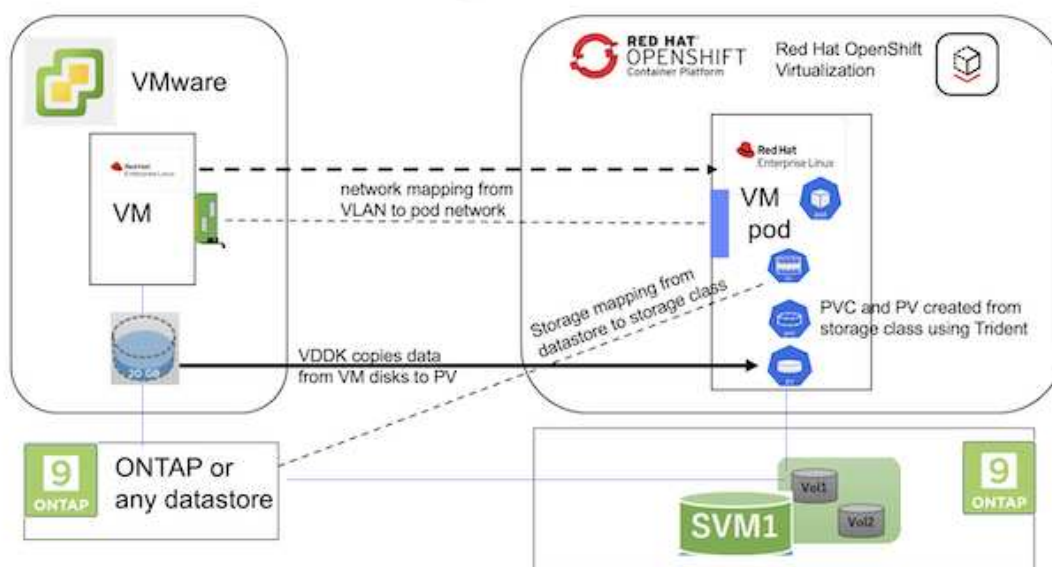 VMware
RED HAT
OPENSHIFT
Container Platform
Red Hat OpenShift
Virtualization
Red Hat
Enterprise Linux
VM
network mapping from
VLAN to pod network
Red Hat
Enterprise Linux
VM
pod
Storage mapping from
datastore to storage class
PVC and PV created from
storage class using Trident
20 GB
VDDK copies data
from VM disks to PV
9
ONTAP
ONTAP or
any datastore
SVM1
Vol1
Vol2
9
ONTAP